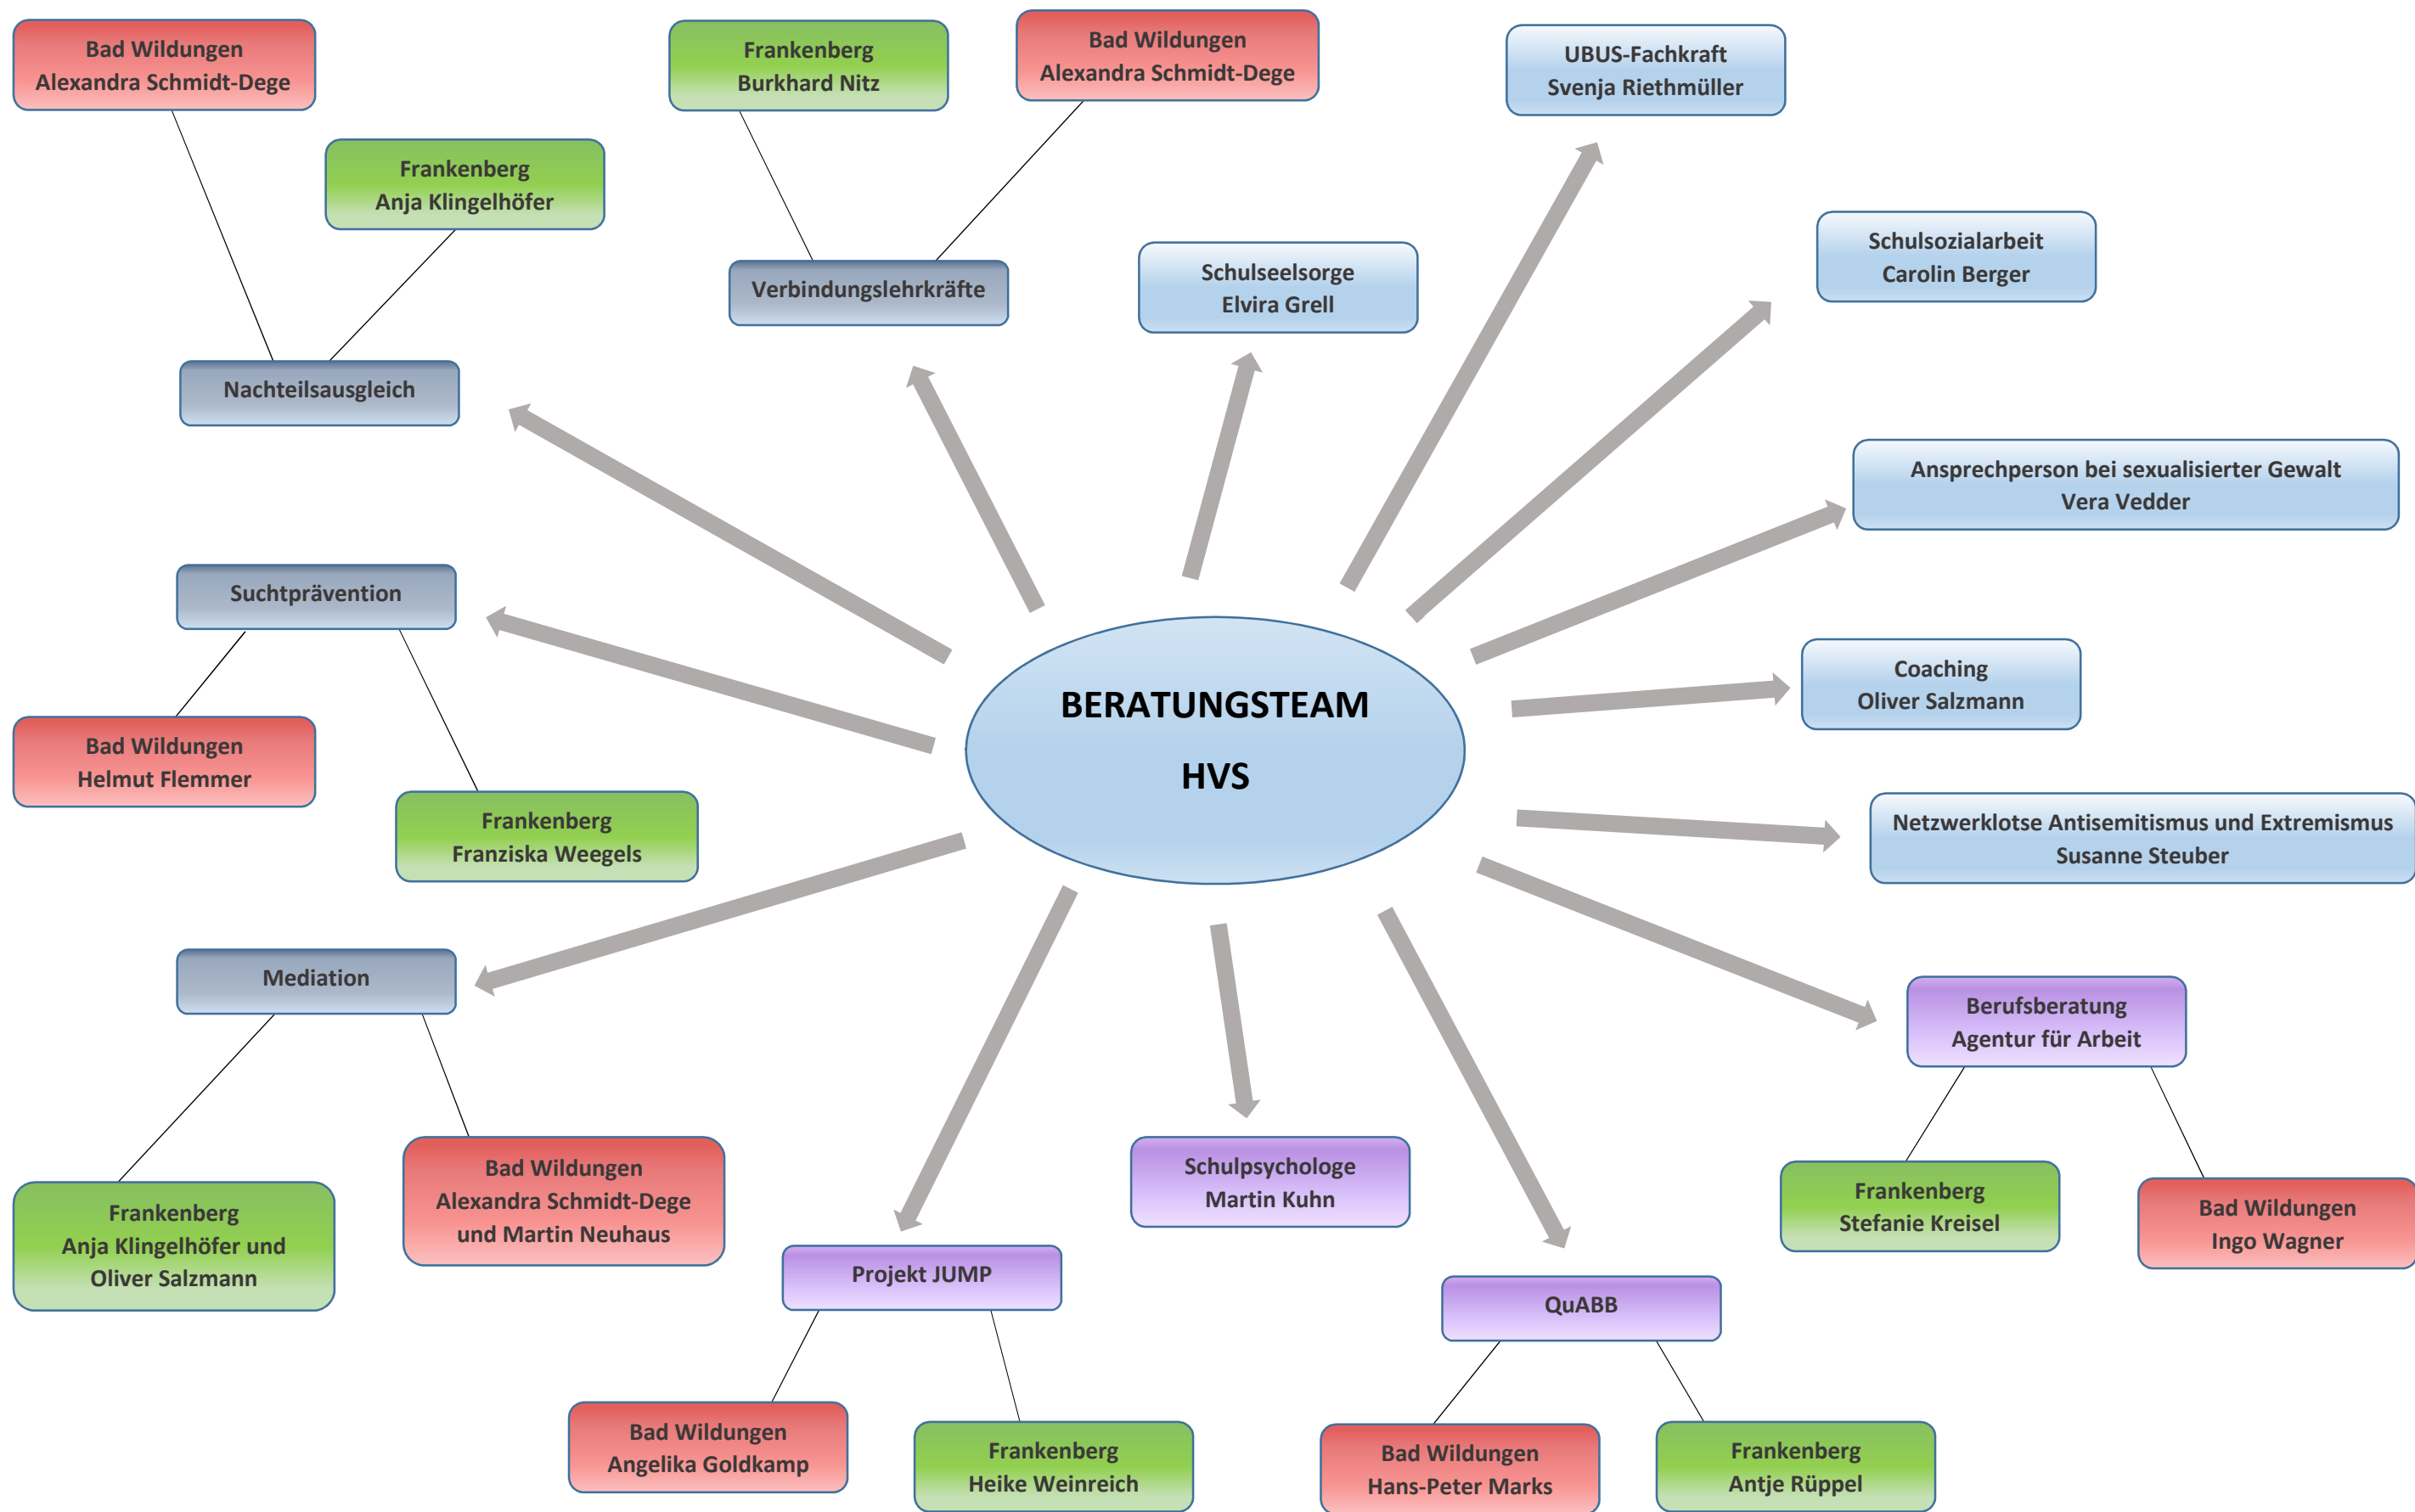 Bad Wildungen
Alexandra Schmidt-Dege
Frankenberg
Burkhard Nitz
Bad Wildungen
Alexandra Schmidt-Dege
UBUS-Fachkraft
Svenja Riethmüller
Frankenberg
Anja Klingelhöfer
Verbindungslehrkräfte
Schulseelsorge
Elvira Grell
Schulsozialarbeit
Carolin Berger
Nachteilsausgleich
Ansprechperson bei sexualisierter Gewalt
Vera Vedder
Suchtprävention
BERATUNGSTEAM
HVS
Coaching
Oliver Salzmann
Bad Wildungen
Helmut Flemmer
Frankenberg
Franziska Weegels
Netzwerklotse Antisemitismus und Extremismus
Susanne Steuber
Mediation
Berufsberatung
Agentur für Arbeit
Frankenberg
Anja Klingelhöfer und
Oliver Salzmann
Bad Wildungen
Alexandra Schmidt-Dege
und Martin Neuhaus
Schulpsychologe
Martin Kuhn
Frankenberg
Stefanie Kreisel
Bad Wildungen
Ingo Wagner
Projekt JUMP
QuABB
Bad Wildungen
Angelika Goldkamp
Frankenberg
Heike Weinreich
Bad Wildungen
Hans-Peter Marks
Frankenberg
Antje Rüppel